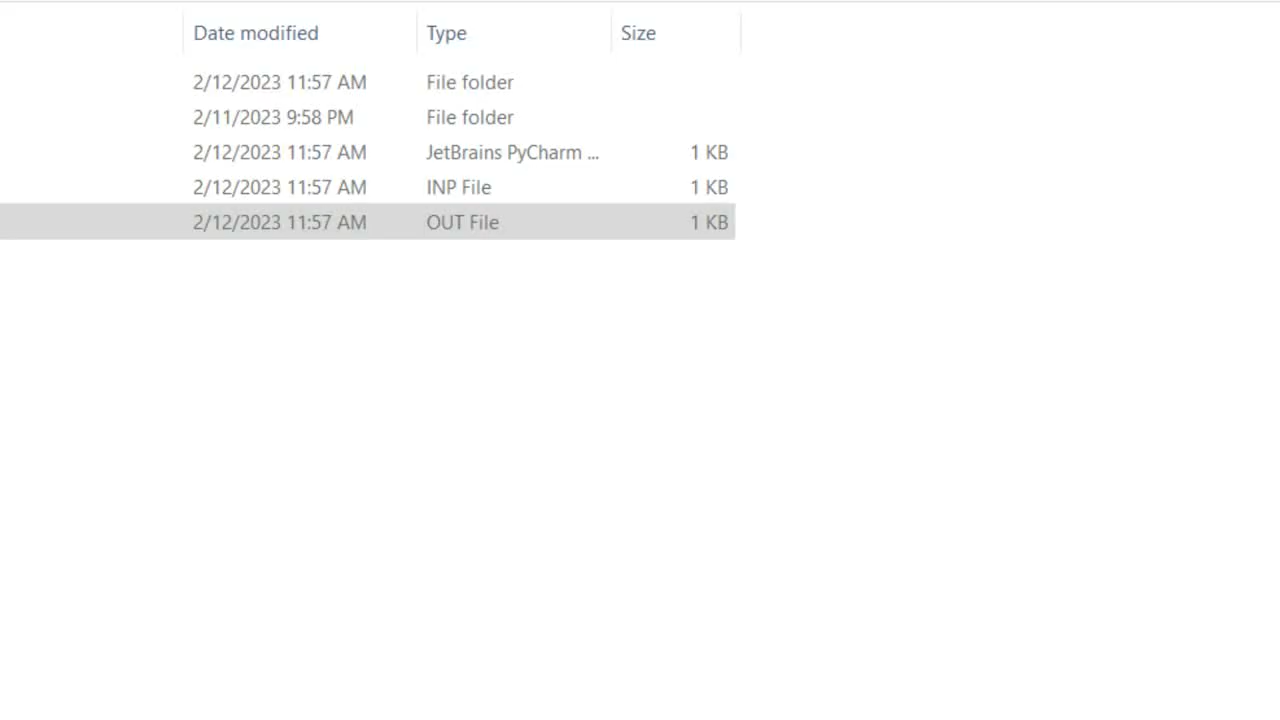 Date modified Type Size
2/12/2023 11:57 AM File folder
2/11/2023 9:58 PM File folder
2/12/2023 11:57 AM JetBrains PyCharm ... 1 KB
2/12/2023 11:57 AM INP File 1 KB
2/12/2023 11:57 AM OUT File 1 KB